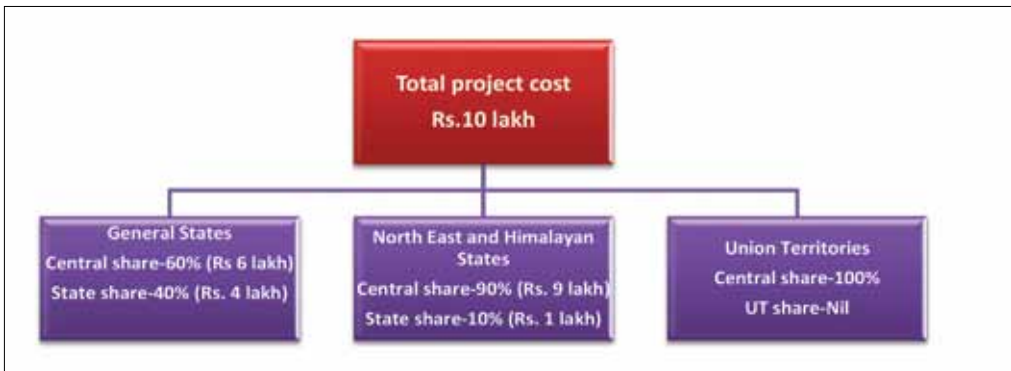 Total project cost
Rs.10 lakh
General States
Central share-60% (Rs 6 lakh)
State share-40% (Rs. 4 lakh)
North East and Himalayan
States
Central share-90% (Rs. 9 lakh)
State share-10% (Rs. 1 lakh)
Union Territories
Central share-100%
UT share-Nil